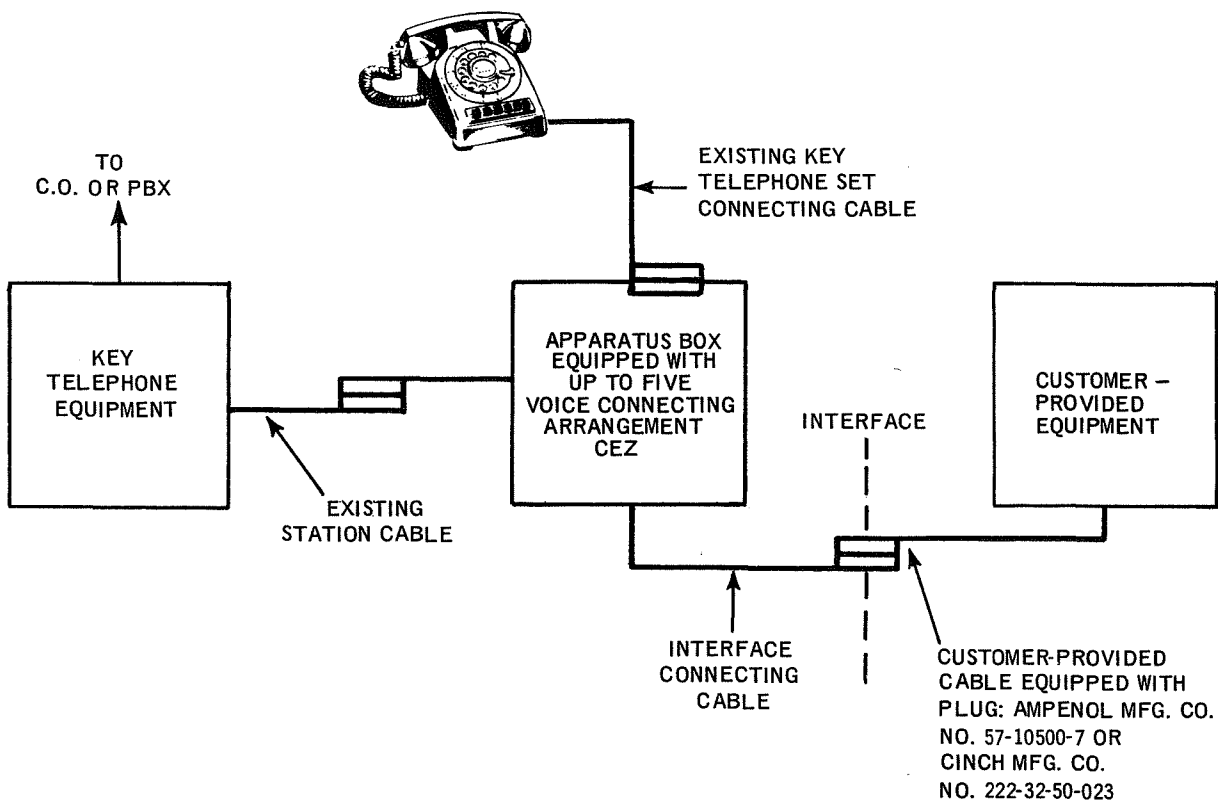 TO
C.O. OR PBX
EXISTING KEY
TELEPHONE SET
CONNECTING CABLE
KEY
TELEPHONE
EQUIPMENT
APPARATUS BOX
EQUIPPED WITH
UP TO FIVE
VOICE CONNECTING
ARRANGEMENT
CEZ
INTERFACE
CUSTOMER –
PROVIDED
EQUIPMENT
EXISTING
STATION CABLE
INTERFACE
CONNECTING
CABLE
CUSTOMER-PROVIDED
CABLE EQUIPPED WITH
PLUG: AMPENOL MFG. CO.
NO. 57-10500-7 OR
CINCH MFG. CO.
NO. 222-32-50-023